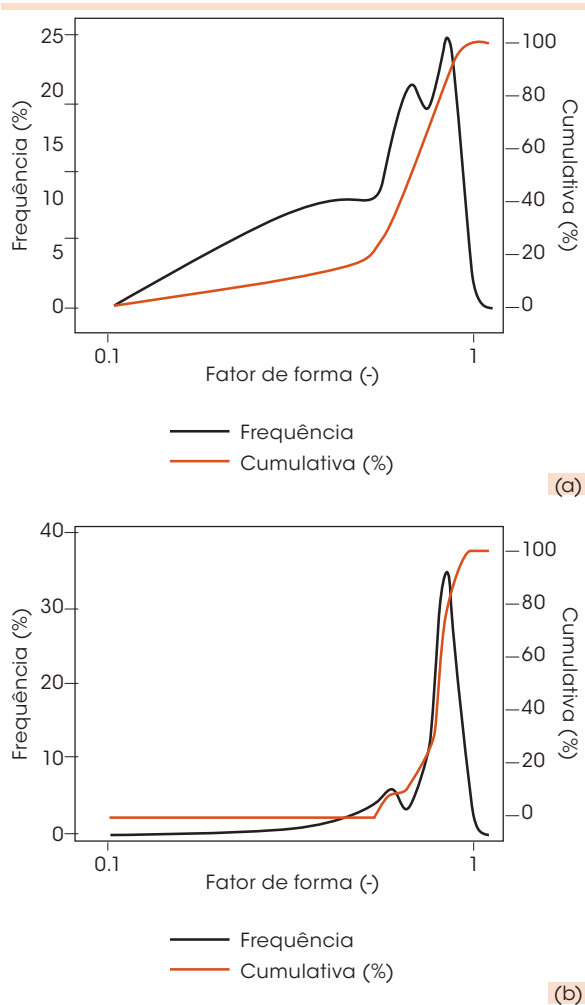 Frequência (%)
25
20
15
10
5
0
100
80
60
40
20
0
Cumulativa (%)
0.1
1
Fator de forma (-)
Frequência
Cumulativa (%)
(a)
Frequência (%)
40
30
20
10
0
100
80
60
40
20
0
Cumulativa (%)
0.1
1
Fator de forma (-)
Frequência
Cumulativa (%)
(b)